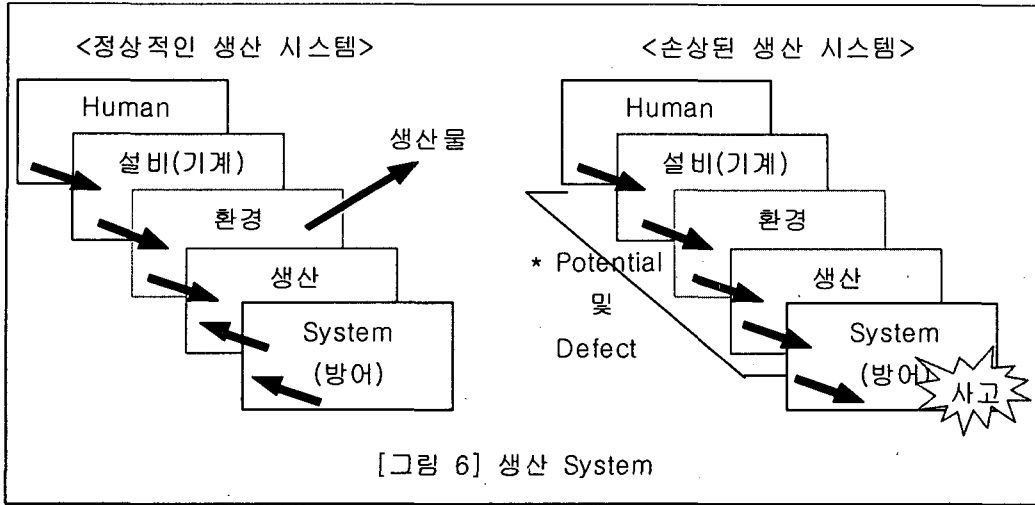 <정상적인 생산 시스템>
Human
설비(기계)
생산물
환경
생산
System
(방어)
<손상된 생산 시스템>
Human
설비(기계)
환경
* Potential
및
Defect
생산
System
(방어)
사고
[그림 6] 생산 System